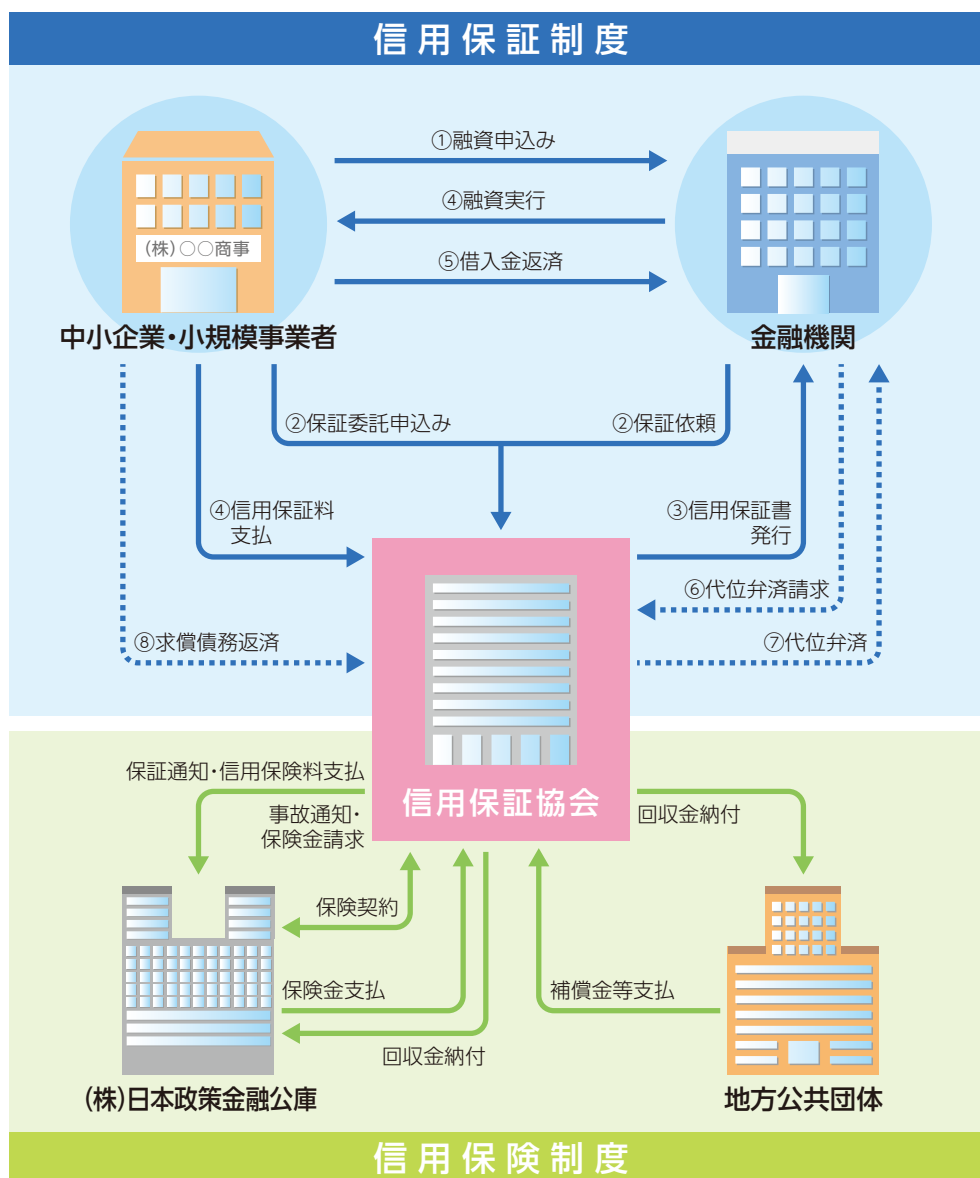 信用保証制度
①融資申込み
④融資実行
(株)○○商事
⑤借入金返済
中小企業・小規模事業者
金融機関
②保証委託申込み
②保証依頼
④信用保証料
支払
③信用保証書
発行
⑥代位弁済請求
⑧求償債務返済
⑦代位弁済
信用保証協会
保証通知・信用保険料支払
事故通知・
保険金請求
回収金納付
保険契約
保険金支払
補償金等支払
回収金納付
(株)日本政策金融公庫
地方公共団体
信用保険制度